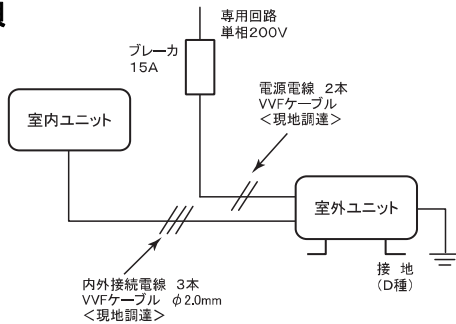 専用回路
単相200V
ブレーカ
15A
電源電線 2本
VVFケーブル
＜現地調達＞
室内ユニット
室外ユニット
接 地
（D種）
内外接続電線 3本
VVFケーブル φ2.0mm
＜現地調達＞